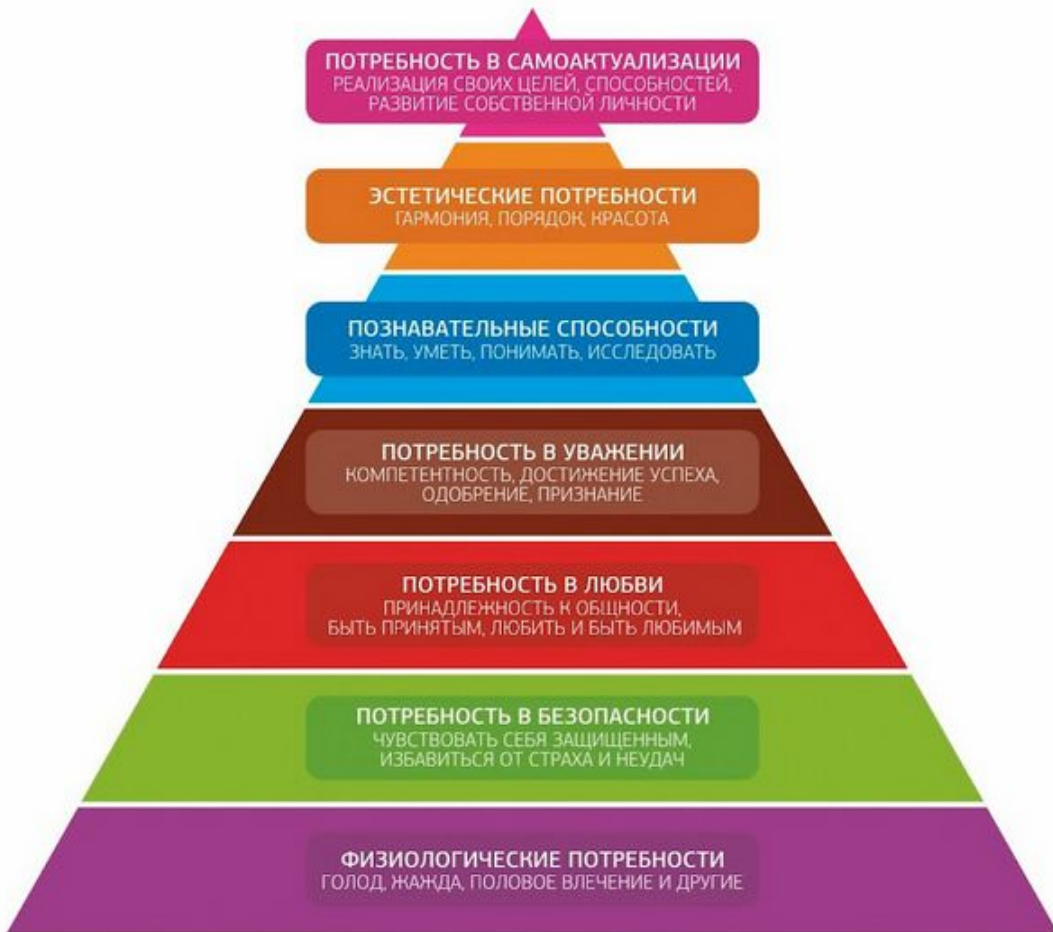 ПОТРЕБНОСТЬ В САМОАКТУАЛИЗАЦИИ
РЕАЛИЗАЦИЯ СВОИХ ЦЕЛЕЙ, СПОСОБНОСТЕЙ,
РАЗВИТИЕ СОБСТВЕННОЙ ЛИЧНОСТИ
ЭСТЕТИЧЕСКИЕ ПОТРЕБНОСТИ
ГАРМОНИЯ, ПОРЯДОК, КРАСОТА
ПОЗНАВАТЕЛЬНЫЕ СПОСОБНОСТИ
ЗНАТЬ, УМЕТЬ, ПОНИМАТЬ, ИССЛЕДОВАТЬ
ПОТРЕБНОСТЬ В УВАЖЕНИИ
КОМПЕТЕНТНОСТЬ, ДОСТИЖЕНИЕ УСПЕХА,
ОДОБРЕНИЕ, ПРИЗНАНИЕ
ПОТРЕБНОСТЬ В ЛЮБВИ
ПРИНАДЛЕЖНОСТЬ К ОБЩНОСТИ,
БЫТЬ ПРИНЯТЫМ, ЛЮБИТЬ И БЫТЬ ЛЮБИМЫМ
ПОТРЕБНОСТЬ В БЕЗОПАСНОСТИ
ЧУВСТВОВАТЬ СЕБЯ ЗАЩИЩЕННЫМ,
ИЗБАВИТЬСЯ ОТ СТРАХА И НЕУДАЧ
ФИЗИОЛОГИЧЕСКИЕ ПОТРЕБНОСТИ
ГОЛОД, ЖАЖДА, ПОЛОВОЕ ВЛЕЧЕНИЕ И ДРУГИЕ